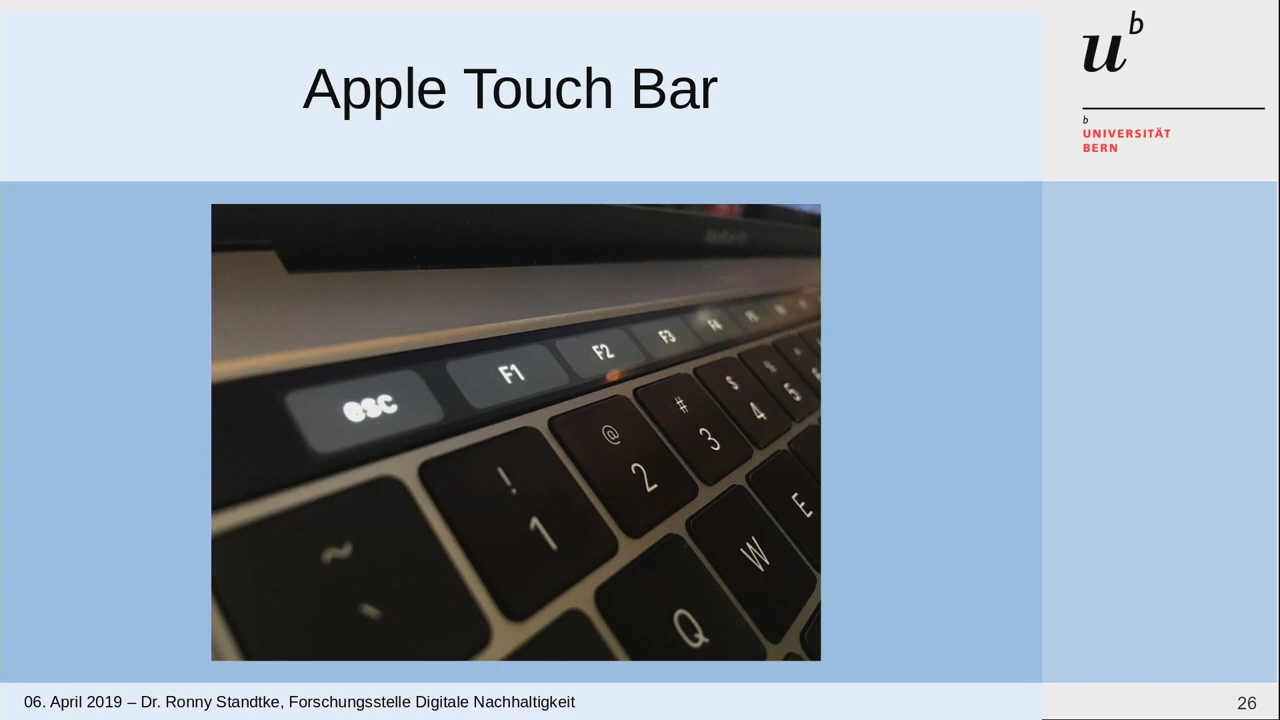 Apple Touch Bar
u b
b
UNIVERSITÄT
BERN
esc F1 F2 F3 F4
! 1 @ 2 # 3 $ 4 5
~ `
Q W E
06. April 2019 – Dr. Ronny Standtke, Forschungsstelle Digitale Nachhaltigkeit
26